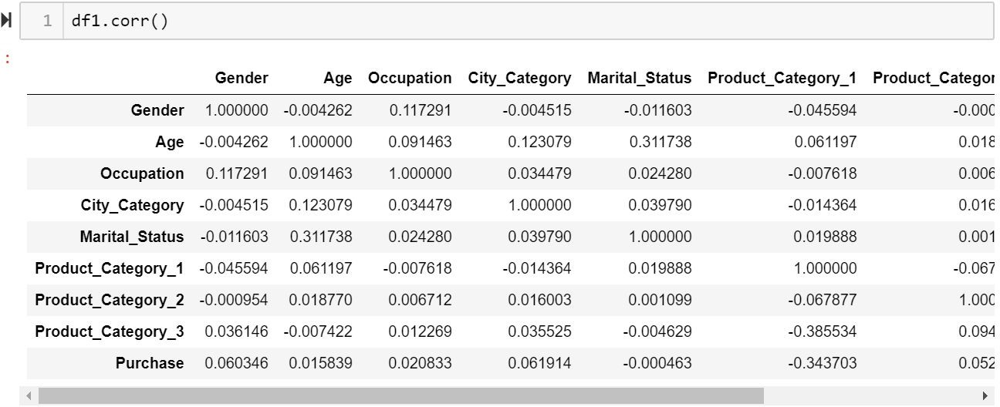 1 df1.corr()
:
Gender Age Occupation City_Category Marital_Status Product_Category_1 Product_Categor
Gender 1.000000 -0.004262 0.117291 -0.004515 -0.011603 -0.045594 -0.000
Age -0.004262 1.000000 0.091463 0.123079 0.311738 0.061197 0.018
Occupation 0.117291 0.091463 1.000000 0.034479 0.024280 -0.007618 0.006
City_Category -0.004515 0.123079 0.034479 1.000000 0.039790 -0.014364 0.016
Marital_Status -0.011603 0.311738 0.024280 0.039790 1.000000 0.019888 0.001
Product_Category_1 -0.045594 0.061197 -0.007618 -0.014364 0.019888 1.000000 -0.067
Product_Category_2 -0.000954 0.018770 0.006712 0.016003 0.001099 -0.067877 1.000
Product_Category_3 0.036146 -0.007422 0.012269 0.035525 -0.004629 -0.385534 0.094
Purchase 0.060346 0.015839 0.020833 0.061914 -0.000463 -0.343703 0.052